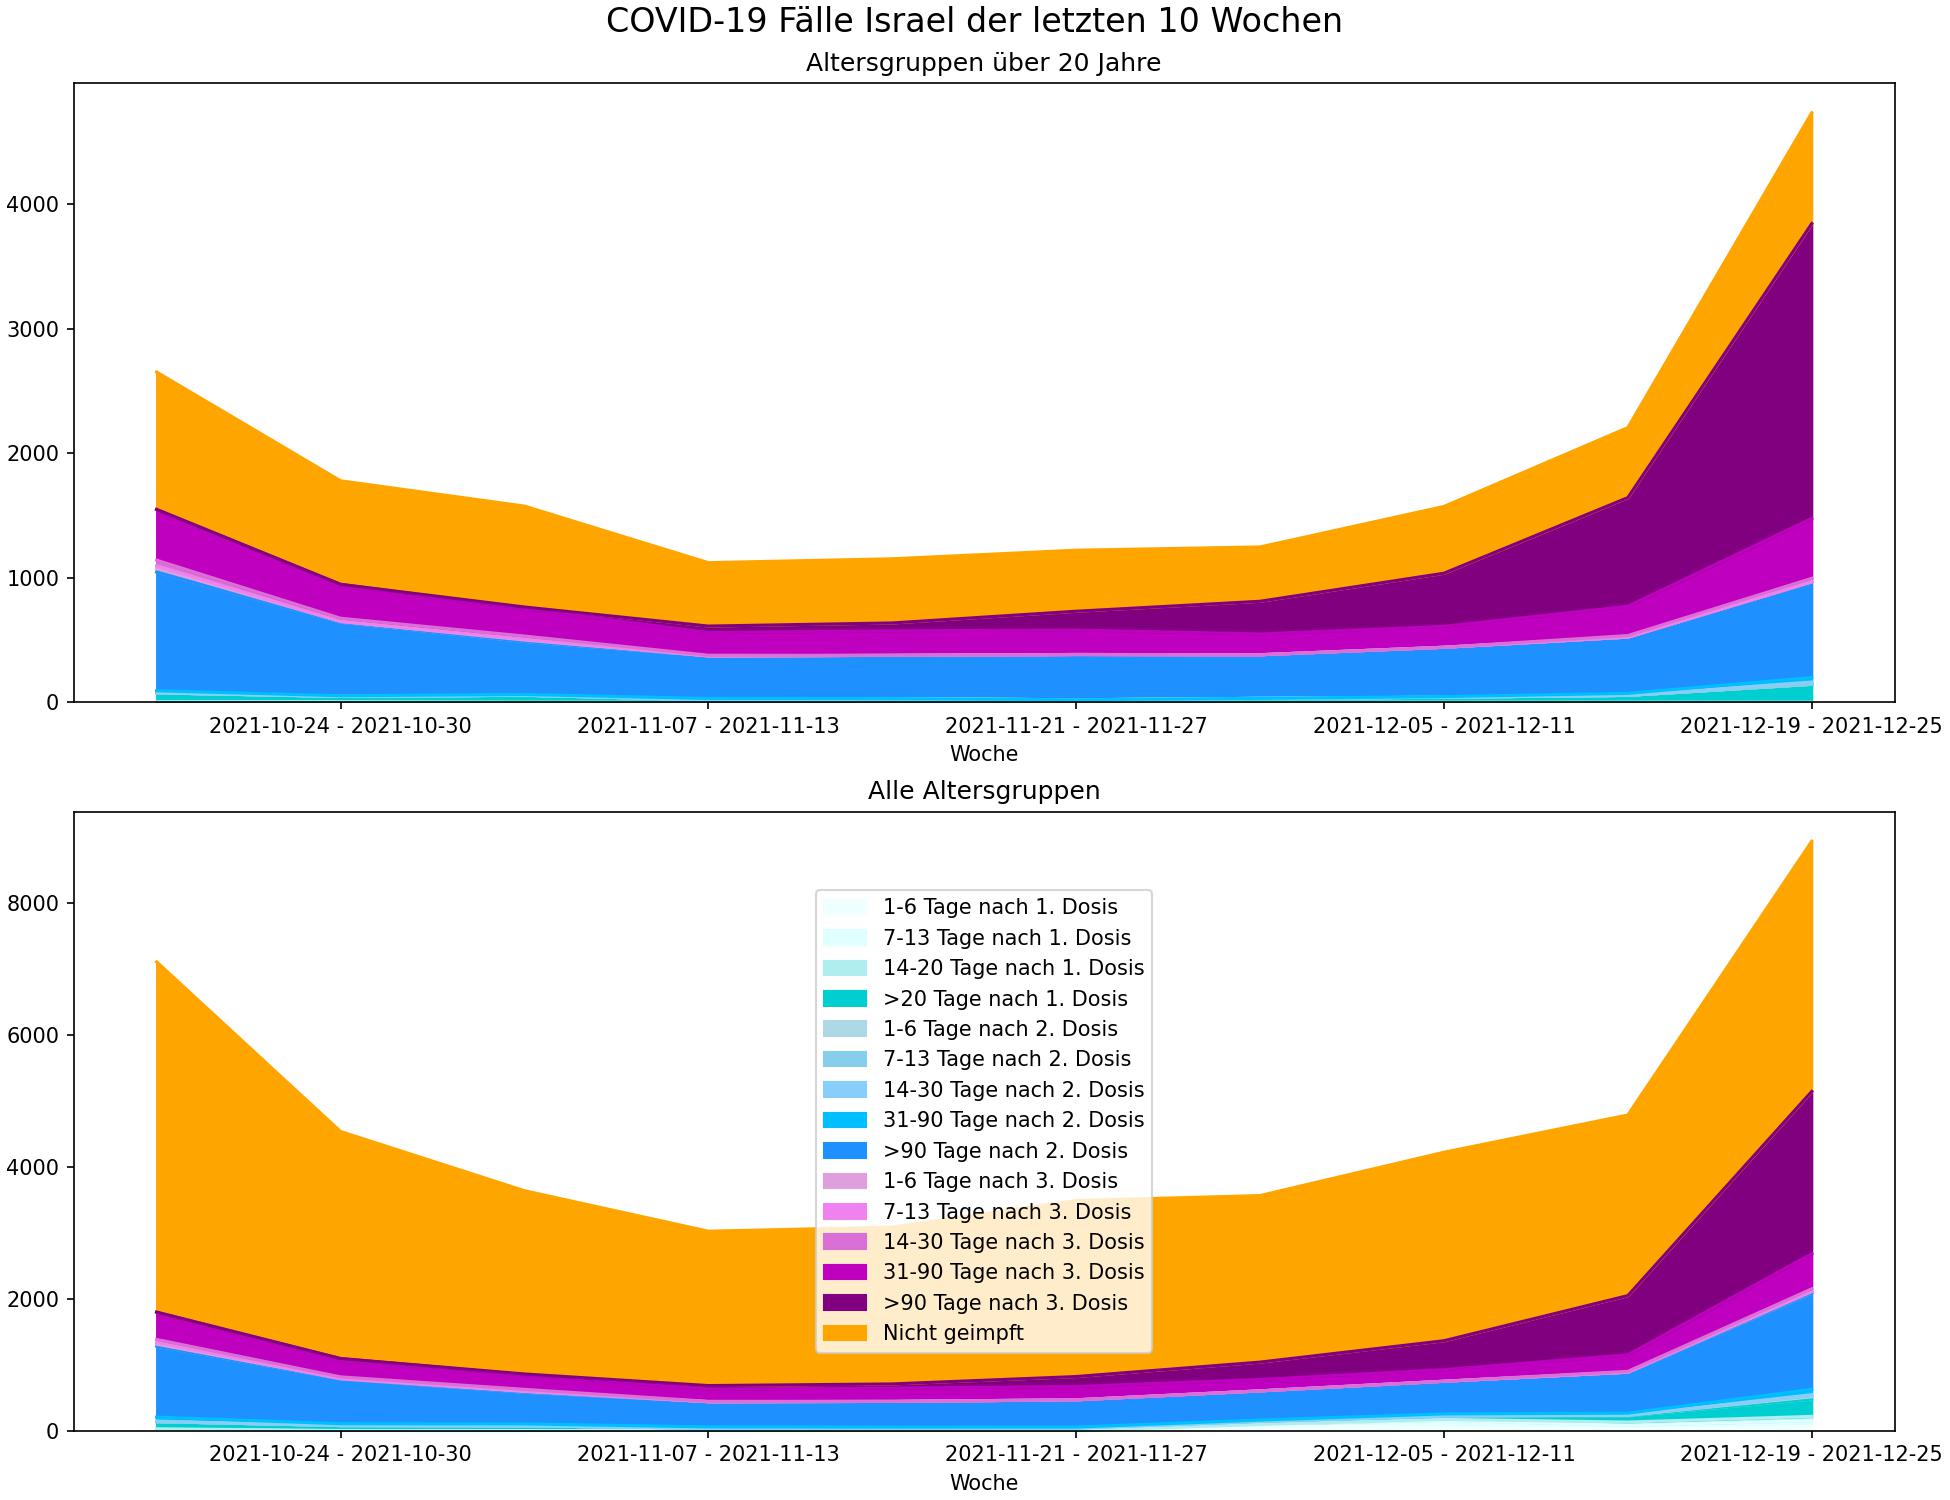 COVID-19 Fälle Israel der letzten 10 Wochen
Altersgruppen über 20 Jahre
4000
3000
2000
1000
0
2021-10-24 - 2021-10-30 2021-11-07 - 2021-11-13 2021-11-21 - 2021-11-27 2021-12-05 - 2021-12-11 2021-12-19 - 2021-12-25
Woche
Alle Altersgruppen
8000
6000
4000
2000
0
1-6 Tage nach 1. Dosis
7-13 Tage nach 1. Dosis
14-20 Tage nach 1. Dosis
>20 Tage nach 1. Dosis
1-6 Tage nach 2. Dosis
7-13 Tage nach 2. Dosis
14-30 Tage nach 2. Dosis
31-90 Tage nach 2. Dosis
>90 Tage nach 2. Dosis
1-6 Tage nach 3. Dosis
7-13 Tage nach 3. Dosis
14-30 Tage nach 3. Dosis
31-90 Tage nach 3. Dosis
>90 Tage nach 3. Dosis
Nicht geimpft
2021-10-24 - 2021-10-30 2021-11-07 - 2021-11-13 2021-11-21 - 2021-11-27 2021-12-05 - 2021-12-11 2021-12-19 - 2021-12-25
Woche